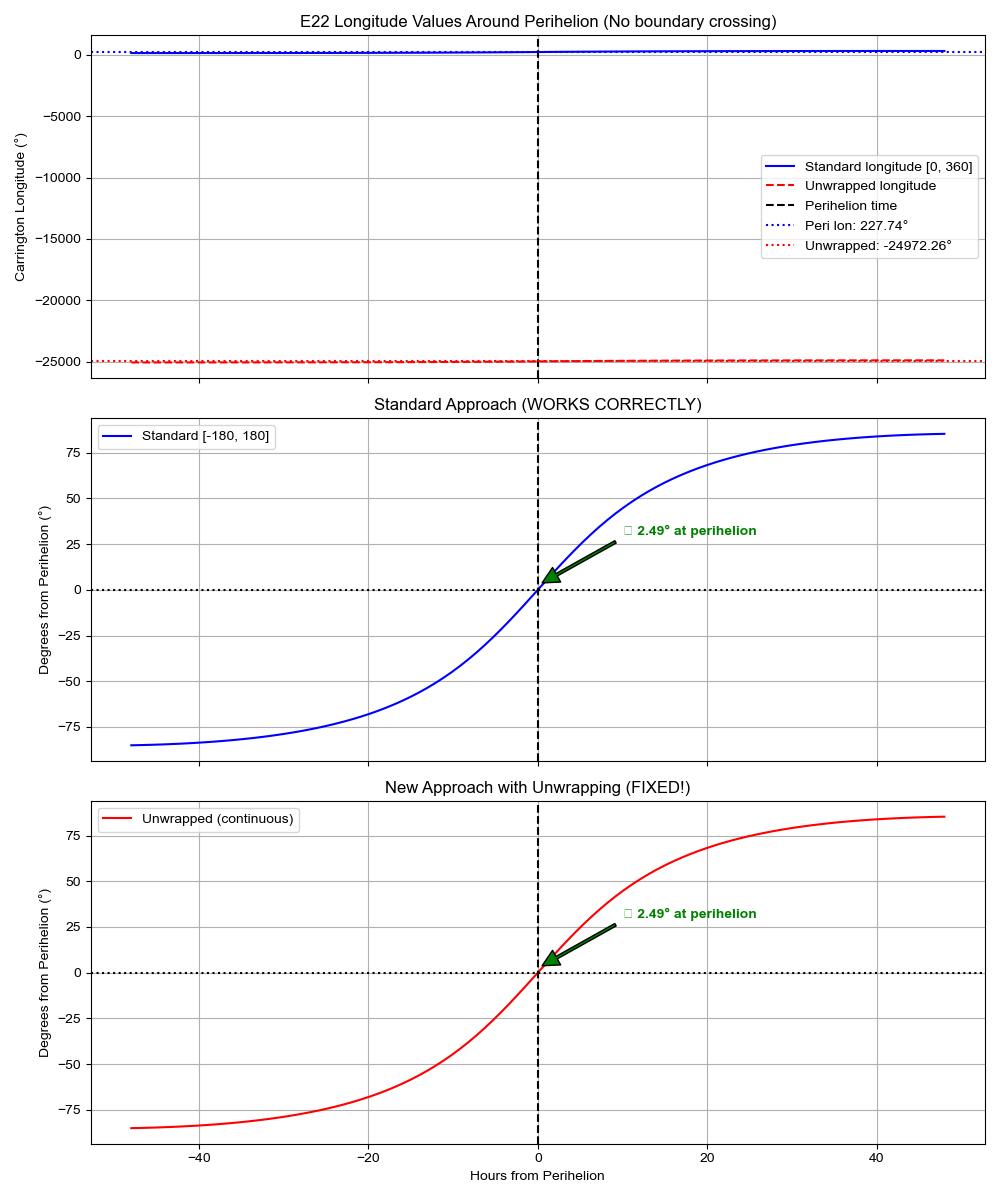 E22 Longitude Values Around Perihelion (No boundary crossing)
Carrington Longitude (°)
0
−5000
−10000
−15000
−20000
−25000
Standard longitude [0, 360]
Unwrapped longitude
Perihelion time
Peri lon: 227.74°
Unwrapped: -24972.26°
Standard Approach (WORKS CORRECTLY)
Degrees from Perihelion (°)
75
50
25
0
−25
−50
−75
Standard [-180, 180]
2.49° at perihelion
New Approach with Unwrapping (FIXED!)
Degrees from Perihelion (°)
75
50
25
0
−25
−50
−75
Unwrapped (continuous)
2.49° at perihelion
−40
−20
0
20
40
Hours from Perihelion